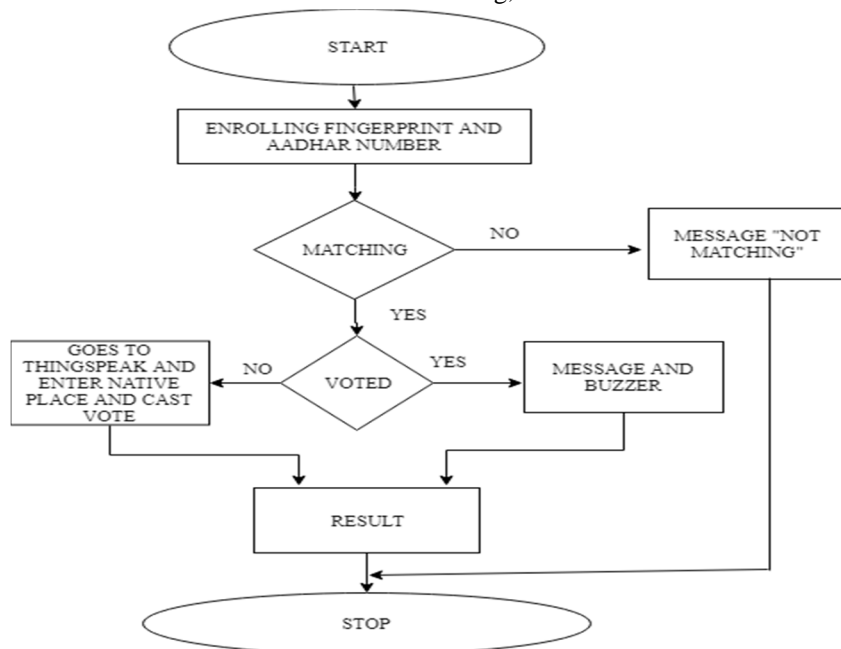 START
ENROLLING FINGERPRINT AND
AADHAR NUMBER
MATCHING
NO
MESSAGE "NOT
MATCHING"
YES
GOES TO
THINGSPEAK AND
ENTER NATIVE
PLACE AND CAST
VOTE
NO
VOTED
YES
MESSAGE AND
BUZZER
RESULT
STOP